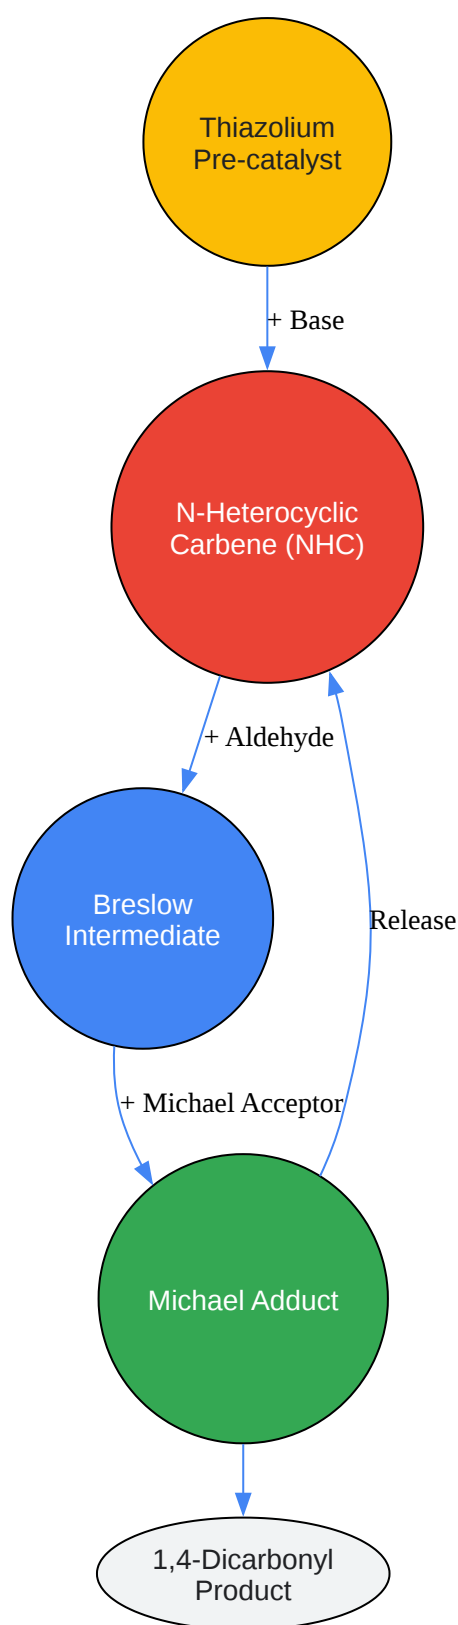 Thiazolium
Pre-catalyst
+ Base
N-Heterocyclic
Carbene (NHC)
+ Aldehyde
Breslow
Intermediate
Release
+ Michael Acceptor
Michael Adduct
1,4-Dicarbonyl
Product